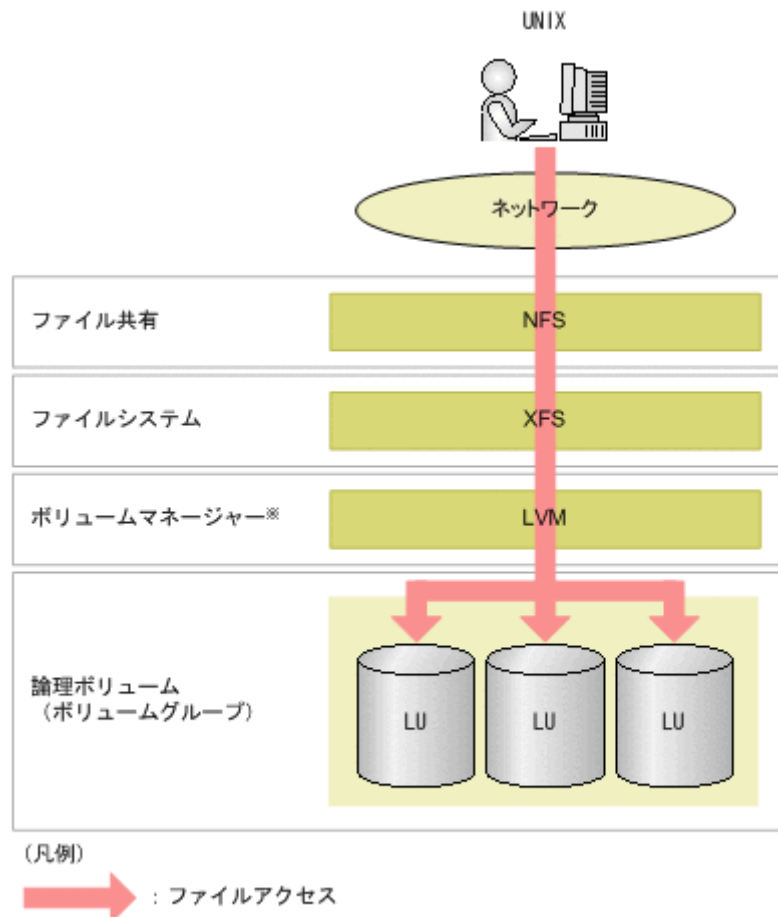 UNIX
ネットワーク
ファイル共有
NFS
ファイルシステム
XFS
ボリュームマネージャー※
LVM
論理ボリューム
（ボリュームグループ）
LU
LU
LU
（凡例）
：ファイルアクセス